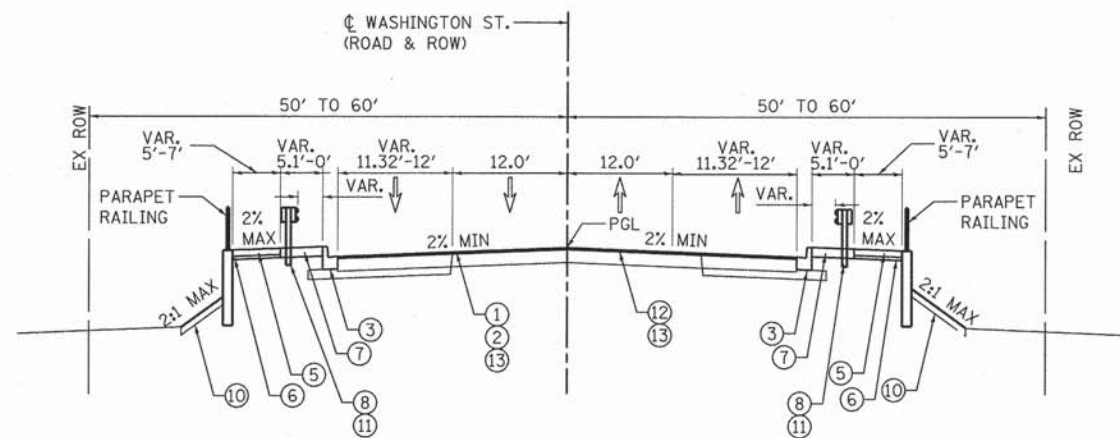 ℄ WASHINGTON ST.
(ROAD & ROW)
50' TO 60'
50' TO 60'
EX ROW
EX ROW
VAR.
5'-7'
VAR.
5.1'-0'
VAR.
11.32'-12'
12.0'
12.0'
VAR.
11.32'-12'
VAR.
5.1'-0'
VAR.
5'-7'
VAR.
VAR.
PARAPET
RAILING
2%
MAX
2% MIN
PGL
2% MIN
2%
MAX
PARAPET
RAILING
2:1 MAX
2:1 MAX
10
6
5
8
11
7
3
1
2
13
12
13
3
7
8
11
5
6
10